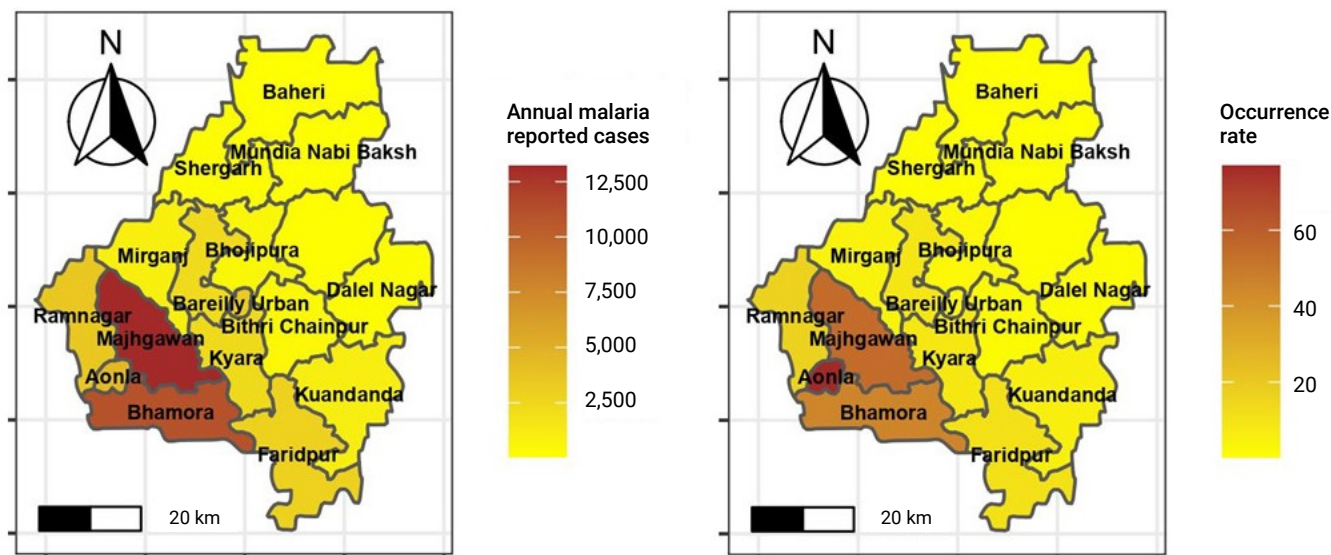 N
Baheri
Mundia Nabi Baksh
Shergarh
Mirganj
Bhojipura
Dalel Nagar
Bareilly Urban
Ramnagar
Bithri Chainpur
Majhgawan
Kyara
Aonla
Kuandanda
Bhamora
Faridpur
20 km
Annual malaria
reported cases
12,500
10,000
7,500
5,000
2,500
N
Baheri
Mundia Nabi Baksh
Shergarh
Mirganj
Bhojipura
Dalel Nagar
Bareilly Urban
Ramnagar
Bithri Chainpur
Majhgawan
Kyara
Aonla
Kuandanda
Bhamora
Faridpur
20 km
Occurrence
rate
60
40
20